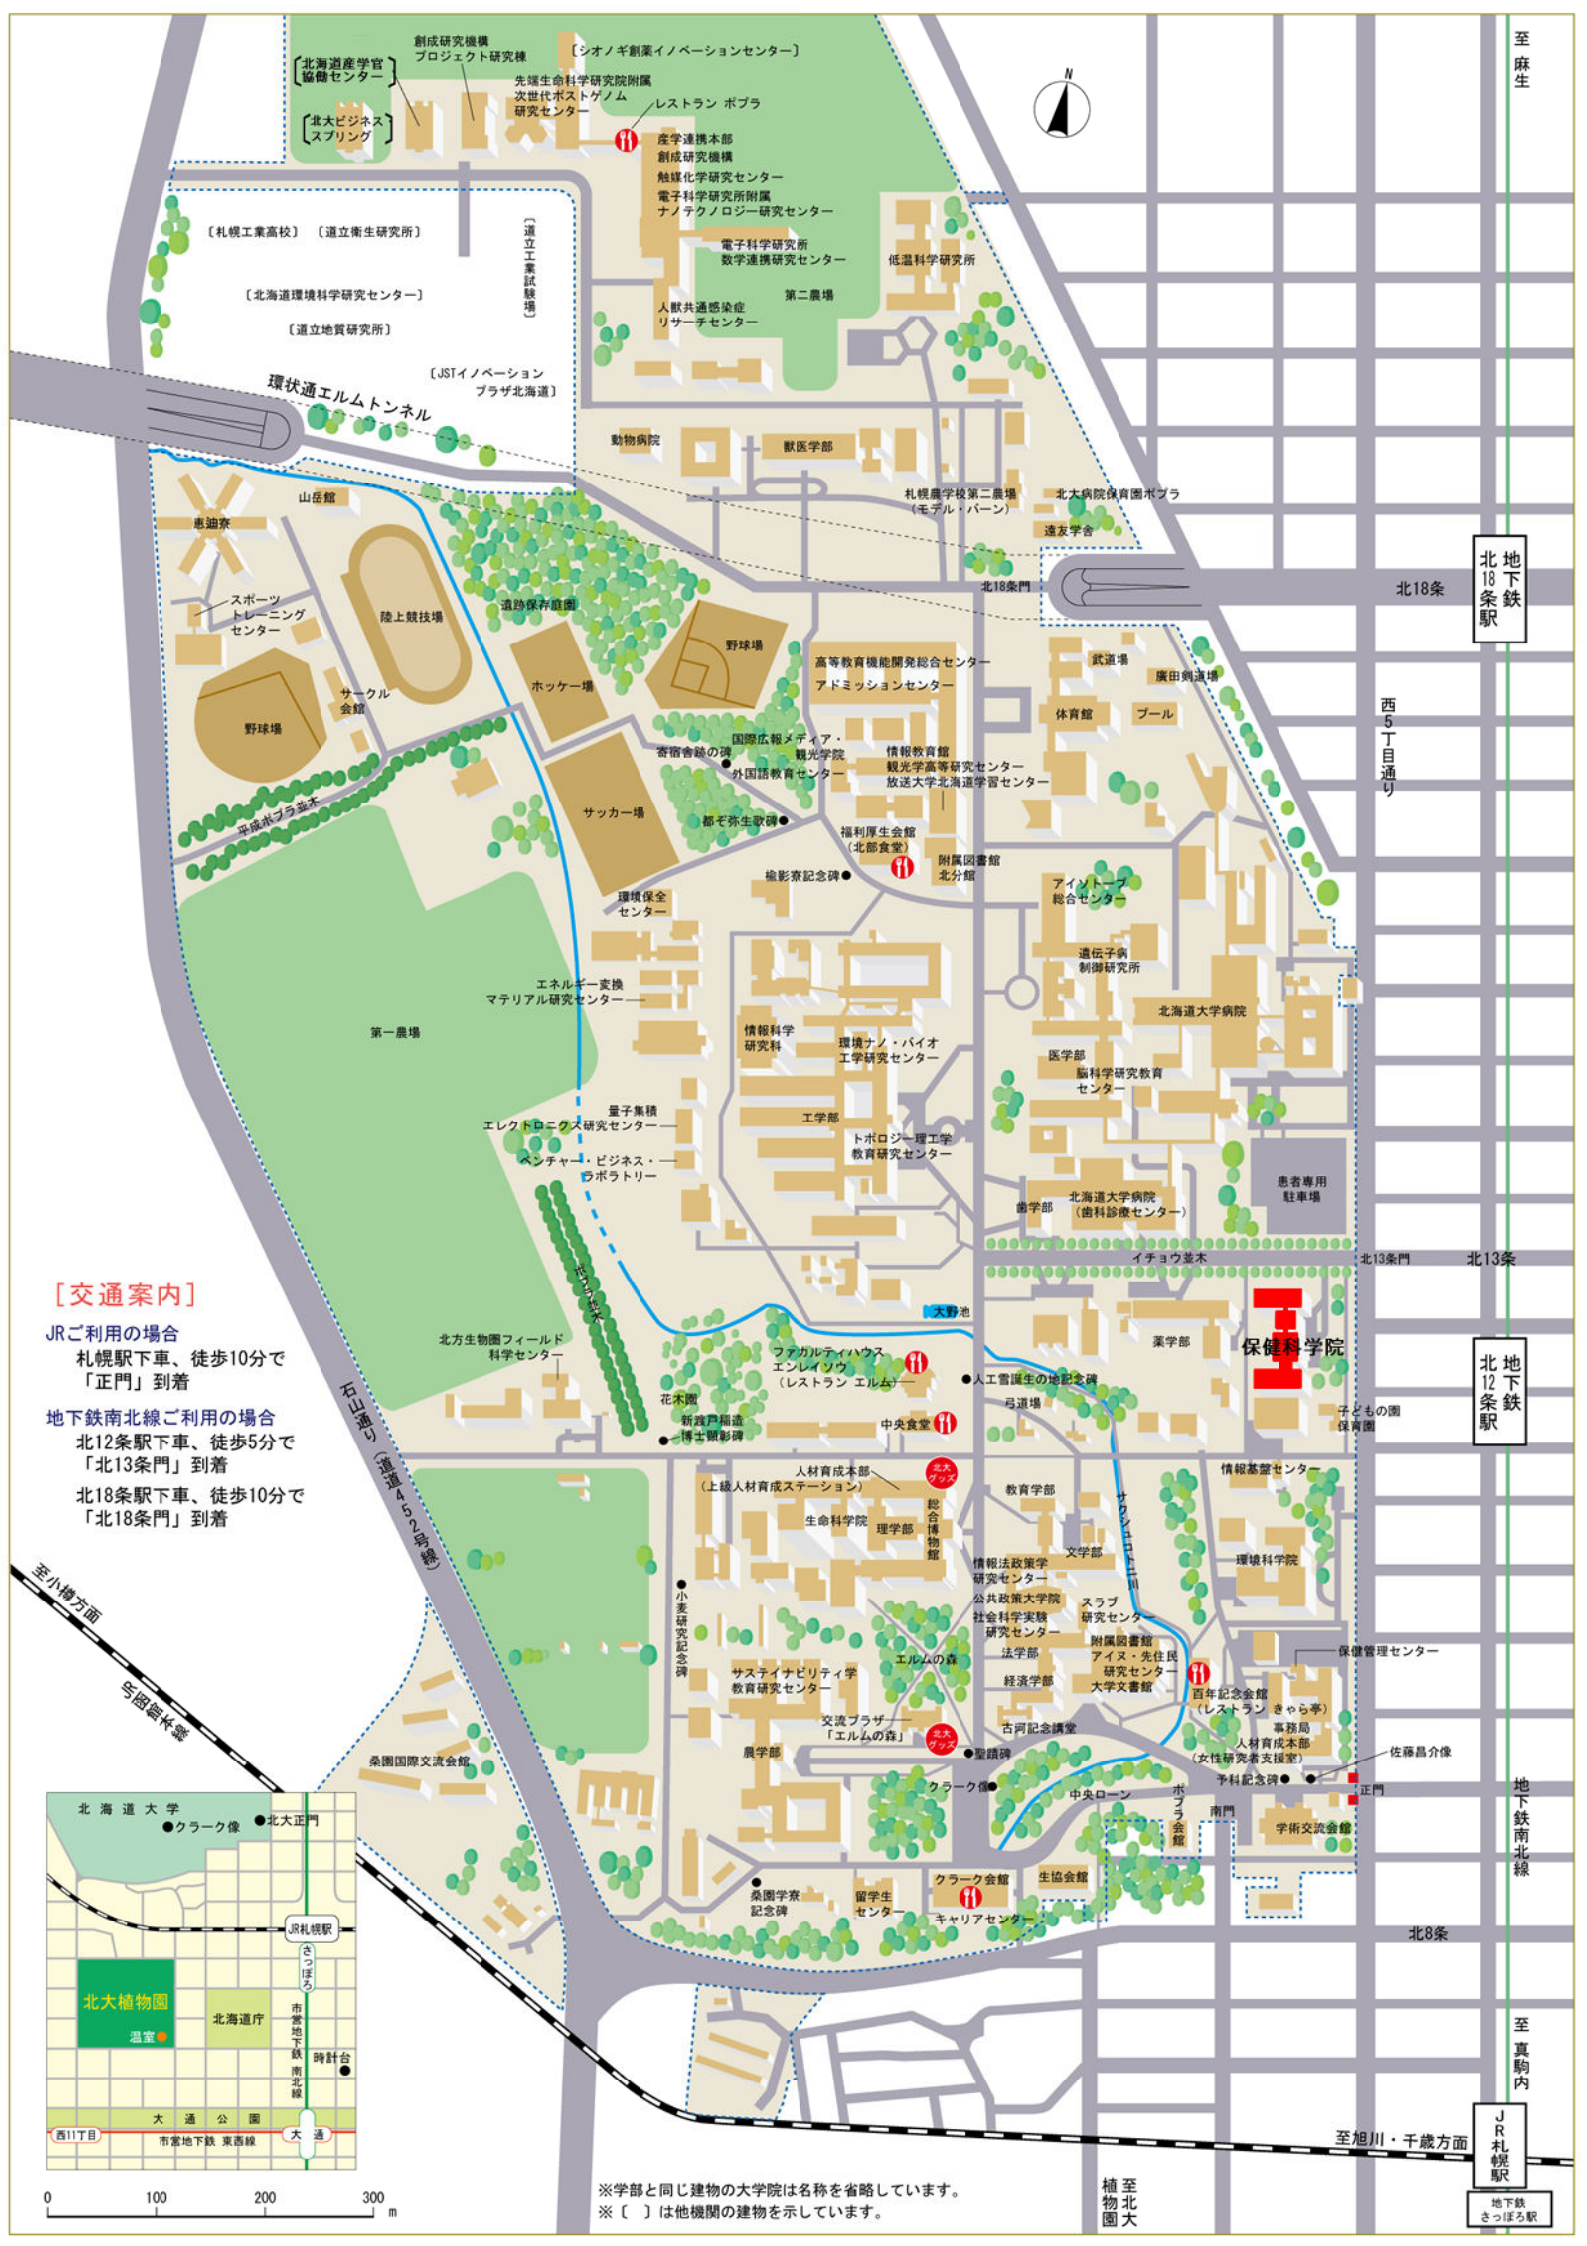 至 麻生
創成研究機構
プロジェクト研究棟
〔シオノギ創薬イノベーションセンター〕
北海道産学官
協働センター
先端生命科学研究院附属
次世代ポストゲノム
研究センター
レストラン ポプラ
北大ビジネス
スプリング
N
産学連携本部
創成研究機構
触媒化学研究センター
電子科学研究所附属
ナノテクノロジー研究センター
〔札幌工業高校〕
〔道立衛生研究所〕
〔道立工業試験場〕
電子科学研究所
数学連携研究センター
低温科学研究所
〔北海道環境科学研究センター〕
第二農場
人獣共通感染症
リサーチセンター
〔道立地質研究所〕
〔JSTイノベーション
プラザ北海道〕
環状通エルムトンネル
動物病院
獣医学部
札幌農学校第二農場
(モデル・バーン)
北大病院保育園ポプラ
遠友学舎
山岳館
恵迪寮
北18条門
北18条
地下鉄
北18条駅
スポーツ
トレーニング
センター
陸上競技場
遺跡保存庭園
野球場
ホッケー場
サークル
会館
野球場
高等教育機能開発総合センター
アドミッションセンター
武道場
廣田剣道場
体育館
プール
西5丁目通り
国際広報メディア・
観光学院
寄宿舎跡の碑
外国語教育センター
情報教育館
観光学高等研究センター
放送大学北海道学習センター
平成ポプラ並木
サッカー場
都ぞ弥生歌碑
福利厚生会館
(北部食堂)
附属図書館
北分館
楡影寮記念碑
アイソトープ
総合センター
環境保全
センター
遺伝子病
制御研究所
エネルギー変換
マテリアル研究センター
北海道大学病院
第一農場
情報科学
研究科
環境ナノ・バイオ
工学研究センター
医学部
脳科学研究教育
センター
量子集積
エレクトロニクス研究センター
工学部
トポロジー理工学
教育研究センター
ベンチャー・ビジネス・
ラボラトリー
患者専用
駐車場
歯学部
北海道大学病院
(歯科診療センター)
イチョウ並木
北13条門
北13条
ポプラ並木
[交通案内]
JRご利用の場合
札幌駅下車、徒歩10分で
「正門」到着
地下鉄南北線ご利用の場合
北12条駅下車、徒歩5分で
「北13条門」到着
北18条駅下車、徒歩10分で
「北18条門」到着
大野池
薬学部
保健科学院
地下鉄
北12条駅
北方生物圏フィールド
科学センター
ファカルティハウス
エンレイソウ
(レストラン エルム)
人工雪誕生の地記念碑
弓道場
花木園
新渡戸稲造
博士顕彰碑
中央食堂
子どもの園
保育園
石山通り(道道452号線)
人材育成本部
(上級人材育成ステーション)
北大
グッズ
情報基盤センター
教育学部
生命科学院
理学部
総合博物館
サクシュコトニ川
文学部
環境科学院
情報法政策学
研究センター
公共政策大学院
社会科学実験
研究センター
スラブ
研究センター
小麦研究記念碑
法学部
附属図書館
アイヌ・先住民
研究センター
大学文書館
保健管理センター
エルムの森
経済学部
サステイナビリティ学
教育研究センター
百年記念会館
(レストラン きゃら亭)
交流プラザ
「エルムの森」
北大
グッズ
古河記念講堂
事務局
人材育成本部
(女性研究者支援室)
農学部
聖蹟碑
佐藤昌介像
クラーク像
予科記念碑
正門
中央ローン
ポプラ会館
南門
学術交流会館
至小樽方面
JR函館本線
桑園国際交流会館
桑園学寮
記念碑
留学生
センター
クラーク会館
キャリアセンター
生協会館
北8条
地下鉄南北線
至 真駒内
北海道大学
クラーク像
北大正門
JR札幌駅
さっぽろ
北大植物園
温室
北海道庁
市営地下鉄 南北線
時計台
大通公園
西11丁目
市営地下鉄 東西線
大通
0 100 200 300 m
至旭川・千歳方面
JR札幌駅
地下鉄
さっぽろ駅
至北大
植物園
※学部と同じ建物の大学院は名称を省略しています。
※〔 〕は他機関の建物を示しています。